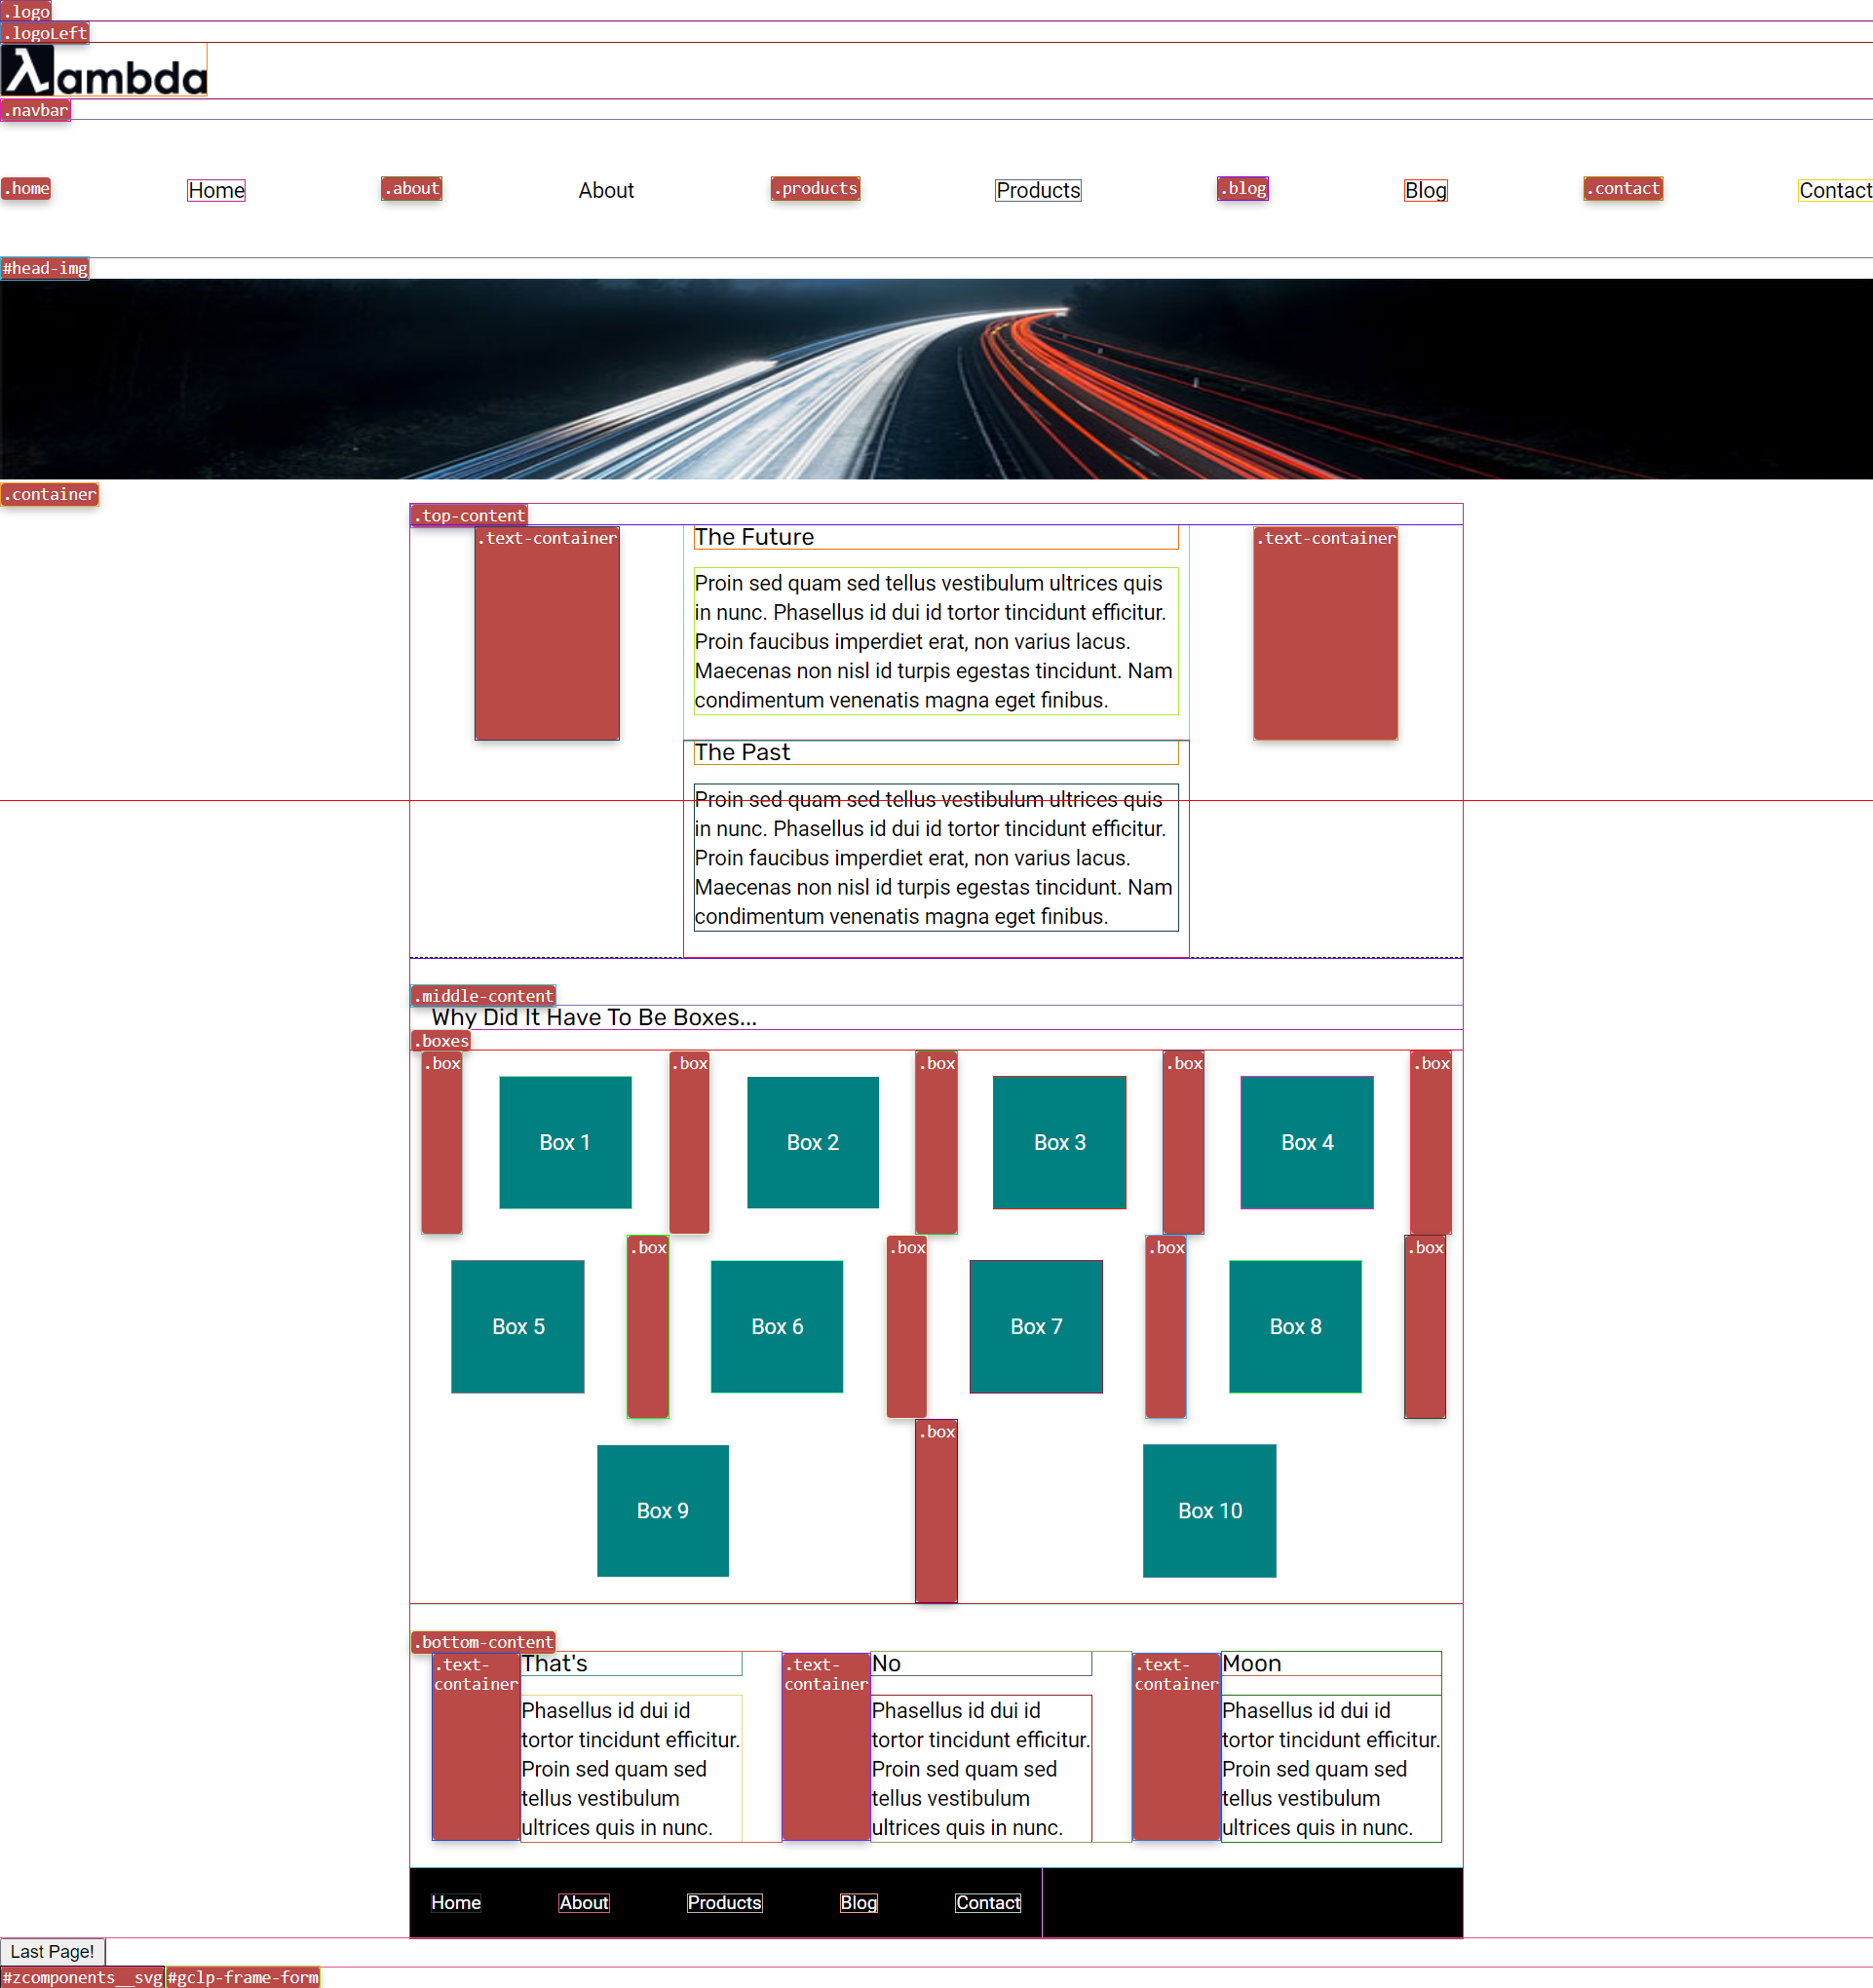 .logo
.logoLeft
λambda
.navbar
.home Home .about About .products Products .blog Blog .contact Contact
#head-img
.container
.top-content
.text-container
The Future
Proin sed quam sed tellus vestibulum ultrices quis
in nunc. Phasellus id dui id tortor tincidunt efficitur.
Proin faucibus imperdiet erat, non varius lacus.
Maecenas non nisl id turpis egestas tincidunt. Nam
condimentum venenatis magna eget finibus.
.text-container
The Past
Proin sed quam sed tellus vestibulum ultrices quis
in nunc. Phasellus id dui id tortor tincidunt efficitur.
Proin faucibus imperdiet erat, non varius lacus.
Maecenas non nisl id turpis egestas tincidunt. Nam
condimentum venenatis magna eget finibus.
.middle-content
Why Did It Have To Be Boxes...
.boxes
.box .box .box .box .box
Box 1 Box 2 Box 3 Box 4
.box .box .box .box
Box 5 Box 6 Box 7 Box 8
.box
Box 9 Box 10
.bottom-content
.text-
container
That's
Phasellus id dui id
tortor tincidunt efficitur.
Proin sed quam sed
tellus vestibulum
ultrices quis in nunc.
.text-
container
No
Phasellus id dui id
tortor tincidunt efficitur.
Proin sed quam sed
tellus vestibulum
ultrices quis in nunc.
.text-
container
Moon
Phasellus id dui id
tortor tincidunt efficitur.
Proin sed quam sed
tellus vestibulum
ultrices quis in nunc.
Home About Products Blog Contact
Last Page!
#zcomponents__svg #gclp-frame-form